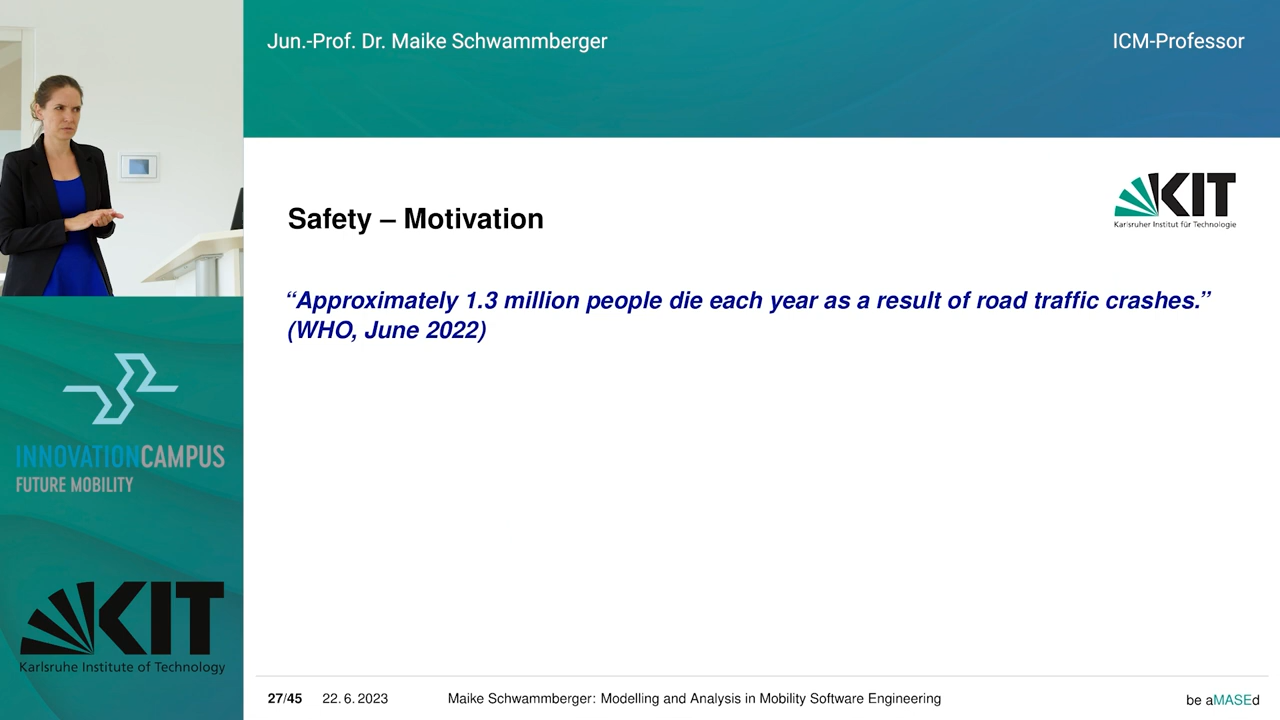 Jun.-Prof. Dr. Maike Schwammberger
ICM-Professor
KIT
Karlsruher Institut für Technologie
Safety – Motivation
“Approximately 1.3 million people die each year as a result of road traffic crashes.”
(WHO, June 2022)
INNOVATIONCAMPUS
FUTURE MOBILITY
KIT
Karlsruhe Institute of Technology
27/45 22. 6. 2023 Maike Schwammberger: Modelling and Analysis in Mobility Software Engineering be aMASEd